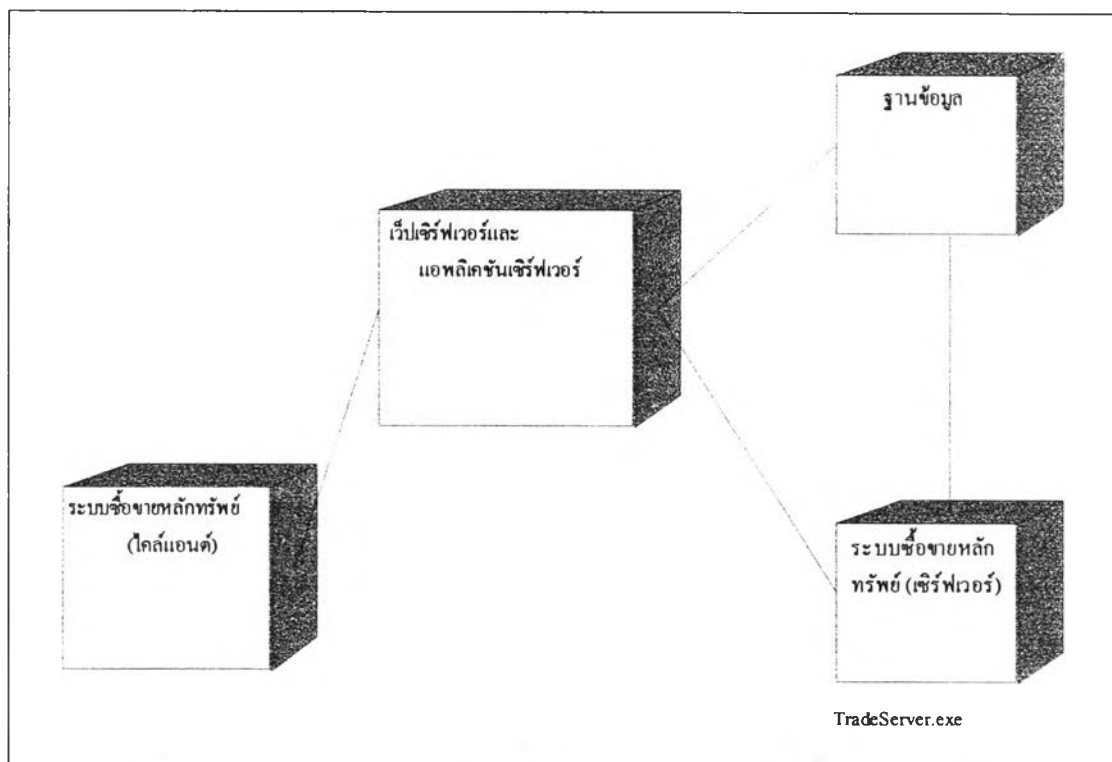 ฐานข้อมูล
เว็ปเซิร์ฟเวอร์และ
แอพลิเคชันเซิร์ฟเวอร์
ระบบซื้อขายหลักทรัพย์
(ไคล์แอนต์)
ระบบซื้อขายหลัก
ทรัพย์ (เซิร์ฟเวอร์)
TradeServer.exe